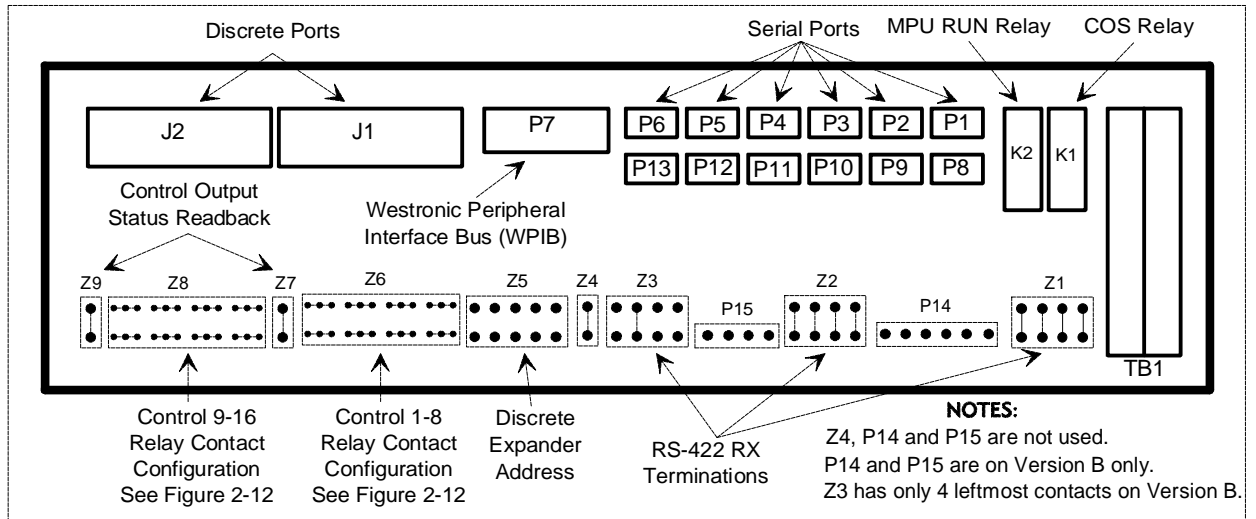 Discrete Ports
Serial Ports
MPU RUN Relay
COS Relay
J2
J1
P7
P6
P5
P4
P3
P2
P1
P13
P12
P11
P10
P9
P8
K2
K1
Control Output
Status Readback
Westronic Peripheral
Interface Bus (WPIB)
Z9
Z8
Z7
Z6
Z5
Z4
Z3
P15
Z2
P14
Z1
TB1
Control 9-16
Relay Contact
Configuration
See Figure 2-12
Control 1-8
Relay Contact
Configuration
See Figure 2-12
Discrete
Expander
Address
RS-422 RX
Terminations
NOTES:
Z4, P14 and P15 are not used.
P14 and P15 are on Version B only.
Z3 has only 4 leftmost contacts on Version B.